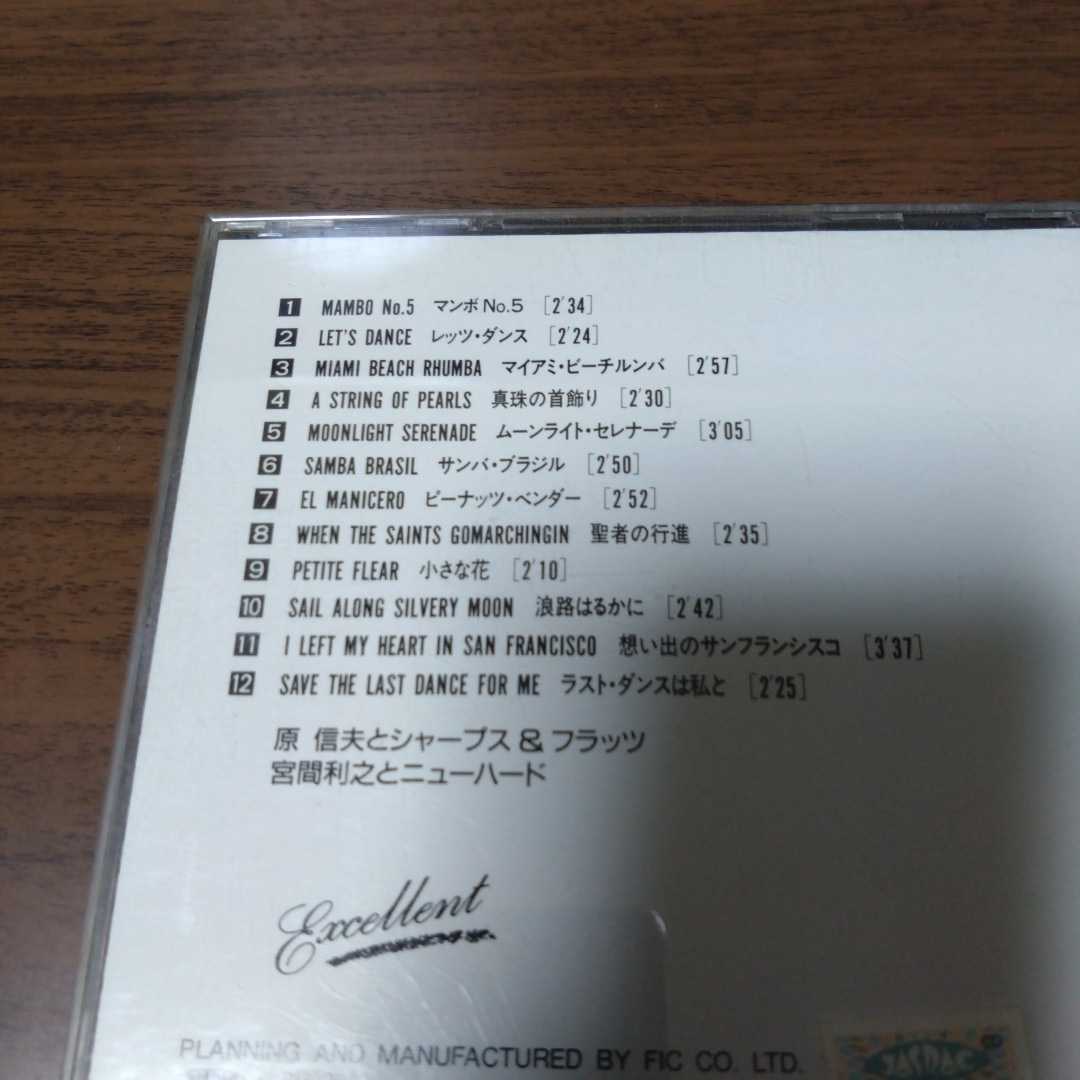 1 MAMBO No.5 マンボNo.5 [2'34]
2 LET'S DANCE レッツ・ダンス [2'24]
3 MIAMI BEACH RHUMBA マイアミ・ビーチルンバ [2'57]
4 A STRING OF PEARLS 真珠の首飾り [2'30]
5 MOONLIGHT SERENADE ムーンライト・セレナーデ [3'05]
6 SAMBA BRASIL サンバ・ブラジル [2'50]
7 EL MANICERO ピーナッツ・ベンダー [2'52]
8 WHEN THE SAINTS GOMARCHINGIN 聖者の行進 [2'35]
9 PETITE FLEAR 小さな花 [2'10]
10 SAIL ALONG SILVERY MOON 浪路はるかに [2'42]
11 I LEFT MY HEART IN SAN FRANCISCO 想い出のサンフランシスコ [3'37]
12 SAVE THE LAST DANCE FOR ME ラスト・ダンスは私と [2'25]
原 信夫とシャープス&フラッツ
宮間利之とニューハード
Excellent
PLANNING AND MANUFACTURED BY FIC CO. LTD.
JASRAC